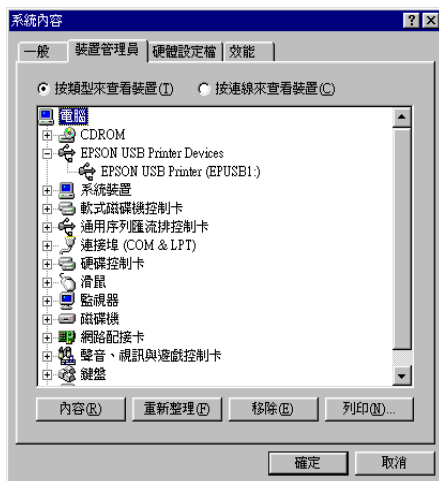 系統內容
一般 裝置管理員 硬體設定檔 效能
按類型來查看裝置(T) 按連線來查看裝置(C)
電腦
CDROM
EPSON USB Printer Devices
EPSON USB Printer (EPUSB1:)
系統裝置
軟式磁碟機控制卡
通用序列匯流排控制卡
連接埠 (COM & LPT)
硬碟控制卡
滑鼠
監視器
磁碟機
網路配接卡
聲音、視訊與遊戲控制卡
鍵盤
內容(R) 重新整理(F) 移除(E) 列印(N)...
確定 取消